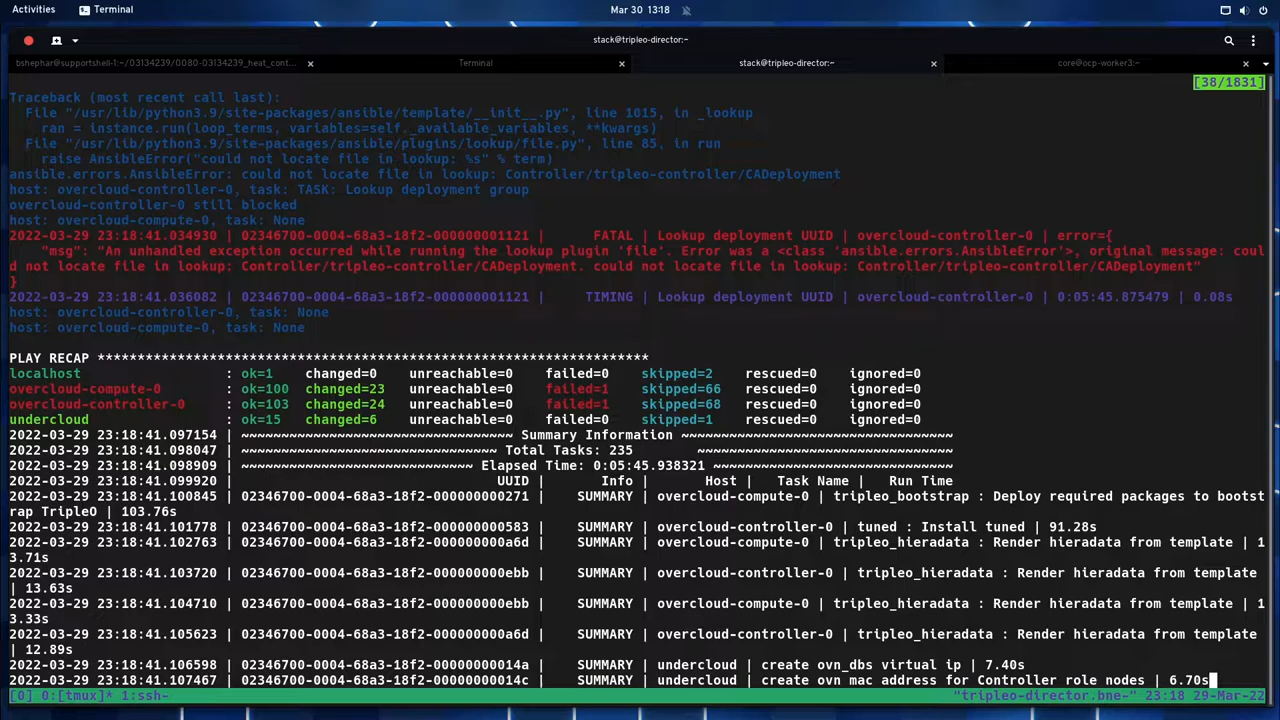 Activities Terminal Mar 30 13:18
stack@tripleo-director:~
bshephar@supportshell-1:~/03134239/0080-03134239_heat_cont... Terminal stack@tripleo-director:~ core@ocp-worker3:~
[38/1831]
Traceback (most recent call last):
  File "/usr/lib/python3.9/site-packages/ansible/template/__init__.py", line 1015, in _lookup
    ran = instance.run(loop_terms, variables=self._available_variables, **kwargs)
  File "/usr/lib/python3.9/site-packages/ansible/plugins/lookup/file.py", line 85, in run
    raise AnsibleError("could not locate file in lookup: %s" % term)
ansible.errors.AnsibleError: could not locate file in lookup: Controller/tripleo-controller/CADeployment
host: overcloud-controller-0, task: TASK: Lookup deployment group
overcloud-controller-0 still blocked
host: overcloud-compute-0, task: None
2022-03-29 23:18:41.034930 | 02346700-0004-68a3-18f2-000000001121 |      FATAL | Lookup deployment UUID | overcloud-controller-0 | error={
    "msg": "An unhandled exception occurred while running the lookup plugin 'file'. Error was a <class 'ansible.errors.AnsibleError'>, original message: coul
d not locate file in lookup: Controller/tripleo-controller/CADeployment. could not locate file in lookup: Controller/tripleo-controller/CADeployment"
}
2022-03-29 23:18:41.036082 | 02346700-0004-68a3-18f2-000000001121 |     TIMING | Lookup deployment UUID | overcloud-controller-0 | 0:05:45.875479 | 0.08s
host: overcloud-controller-0, task: None
host: overcloud-compute-0, task: None
PLAY RECAP *********************************************************************
localhost                  : ok=1    changed=0    unreachable=0    failed=0    skipped=2    rescued=0    ignored=0
overcloud-compute-0        : ok=100  changed=23   unreachable=0    failed=1    skipped=66   rescued=0    ignored=0
overcloud-controller-0     : ok=103  changed=24   unreachable=0    failed=1    skipped=68   rescued=0    ignored=0
undercloud                 : ok=15   changed=6    unreachable=0    failed=0    skipped=1    rescued=0    ignored=0
2022-03-29 23:18:41.097154 | ~~~~~~~~~~~~~~~~~~~~~~~~~~~~~~~~~~ Summary Information ~~~~~~~~~~~~~~~~~~~~~~~~~~~~~~~~~~
2022-03-29 23:18:41.098047 | ~~~~~~~~~~~~~~~~~~~~~~~~~~~~~~~~ Total Tasks: 235        ~~~~~~~~~~~~~~~~~~~~~~~~~~~~~~~~
2022-03-29 23:18:41.098909 | ~~~~~~~~~~~~~~~~~~~~~~~~~~~~~ Elapsed Time: 0:05:45.938321 ~~~~~~~~~~~~~~~~~~~~~~~~~~~~~~
2022-03-29 23:18:41.099920 |                                 UUID |       Info |       Host |   Task Name |   Run Time
2022-03-29 23:18:41.100845 | 02346700-0004-68a3-18f2-000000000271 |    SUMMARY | overcloud-compute-0 | tripleo_bootstrap : Deploy required packages to bootst
rap TripleO | 103.76s
2022-03-29 23:18:41.101778 | 02346700-0004-68a3-18f2-000000000583 |    SUMMARY | overcloud-controller-0 | tuned : Install tuned | 91.28s
2022-03-29 23:18:41.102763 | 02346700-0004-68a3-18f2-000000000a6d |    SUMMARY | overcloud-compute-0 | tripleo_hieradata : Render hieradata from template | 1
3.71s
2022-03-29 23:18:41.103720 | 02346700-0004-68a3-18f2-000000000ebb |    SUMMARY | overcloud-controller-0 | tripleo_hieradata : Render hieradata from template
| 13.63s
2022-03-29 23:18:41.104710 | 02346700-0004-68a3-18f2-000000000ebb |    SUMMARY | overcloud-compute-0 | tripleo_hieradata : Render hieradata from template | 1
3.33s
2022-03-29 23:18:41.105623 | 02346700-0004-68a3-18f2-000000000a6d |    SUMMARY | overcloud-controller-0 | tripleo_hieradata : Render hieradata from template
| 12.89s
2022-03-29 23:18:41.106598 | 02346700-0004-68a3-18f2-00000000014a |    SUMMARY | undercloud | create ovn_dbs virtual ip | 7.40s
2022-03-29 23:18:41.107467 | 02346700-0004-68a3-18f2-00000000014c |    SUMMARY | undercloud | create ovn mac address for Controller role nodes | 6.70s
[0] 0:[tmux]* 1:ssh- "tripleo-director.bne-" 23:18 29-Mar-22